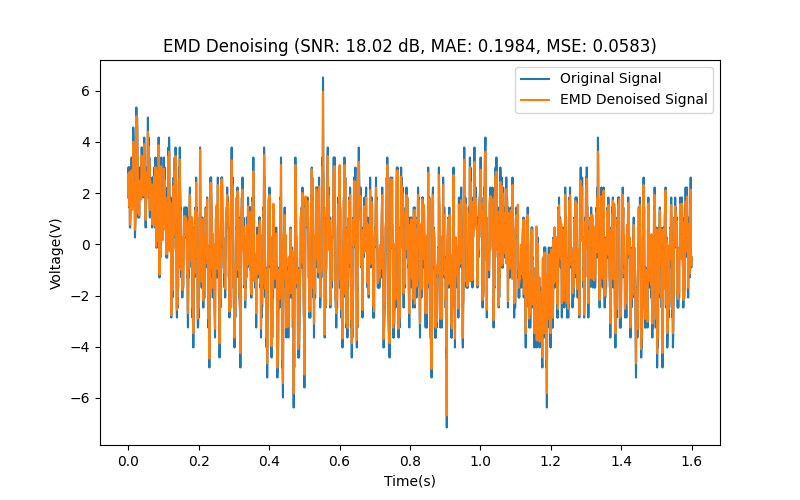 EMD Denoising (SNR: 18.02 dB, MAE: 0.1984, MSE: 0.0583)
Original Signal
EMD Denoised Signal
Voltage(V)
6
4
2
0
−2
−4
−6
0.0 0.2 0.4 0.6 0.8 1.0 1.2 1.4 1.6
Time(s)